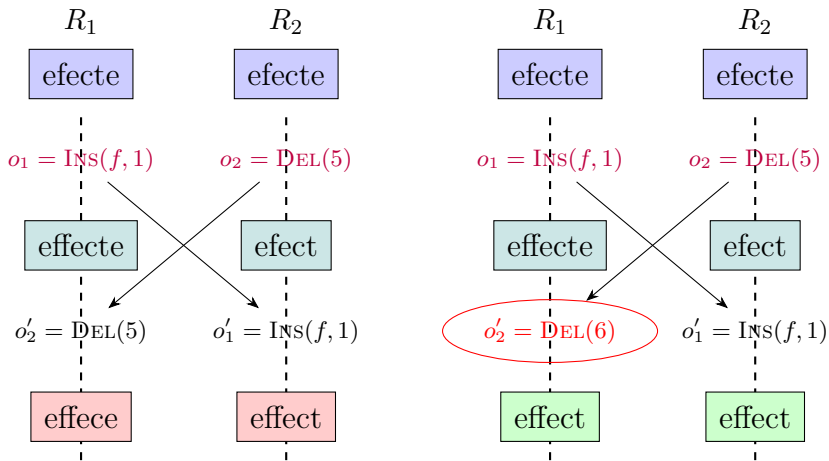 R₁ R₂ R₁ R₂
efecte efecte efecte efecte
o₁ = Ins(f, 1) o₂ = Del(5) o₁ = Ins(f, 1) o₂ = Del(5)
effecte efect effecte efect
o′₂ = Del(5) o′₁ = Ins(f, 1) o′₂ = Del(6) o′₁ = Ins(f, 1)
effece effect effect effect